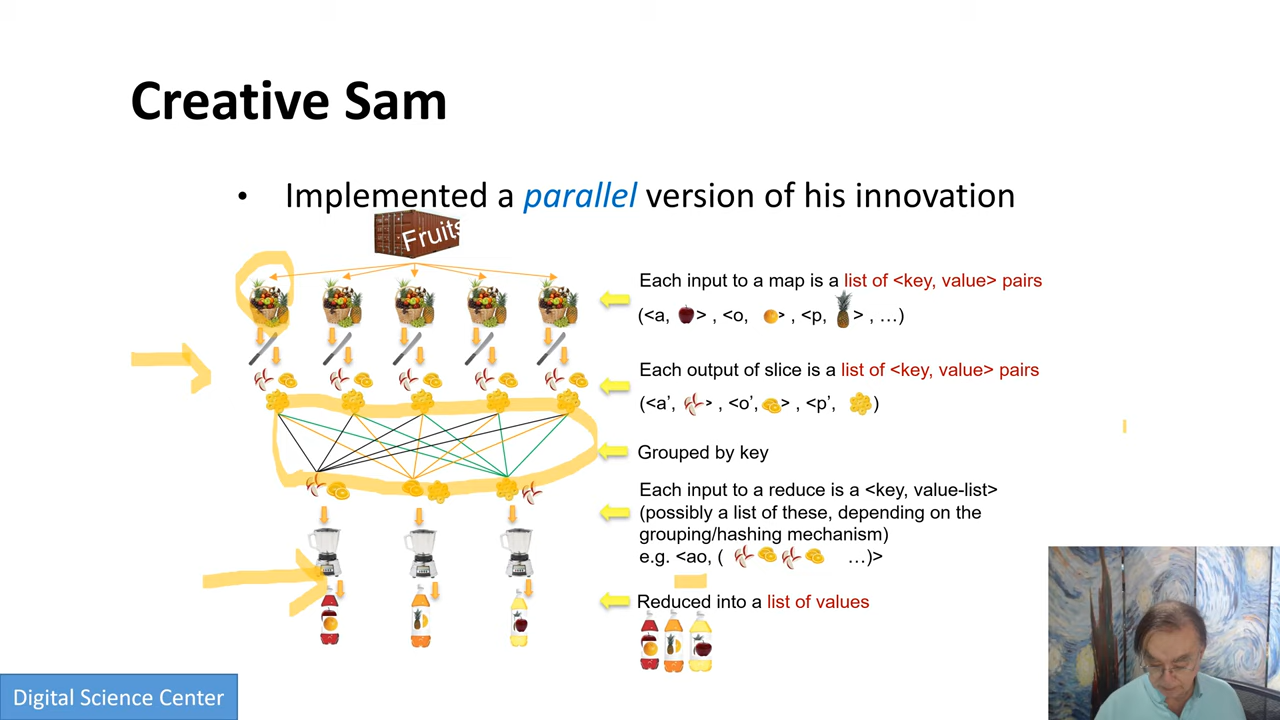 Creative Sam
• Implemented a parallel version of his innovation
Fruits
Each input to a map is a list of <key, value> pairs
(<a, > , <o, > , <p, > , …)
Each output of slice is a list of <key, value> pairs
(<a’, > , <o’, > , <p’, )
Grouped by key
Each input to a reduce is a <key, value-list>
(possibly a list of these, depending on the
grouping/hashing mechanism)
e.g. <ao, ( …)>
Reduced into a list of values
Digital Science Center